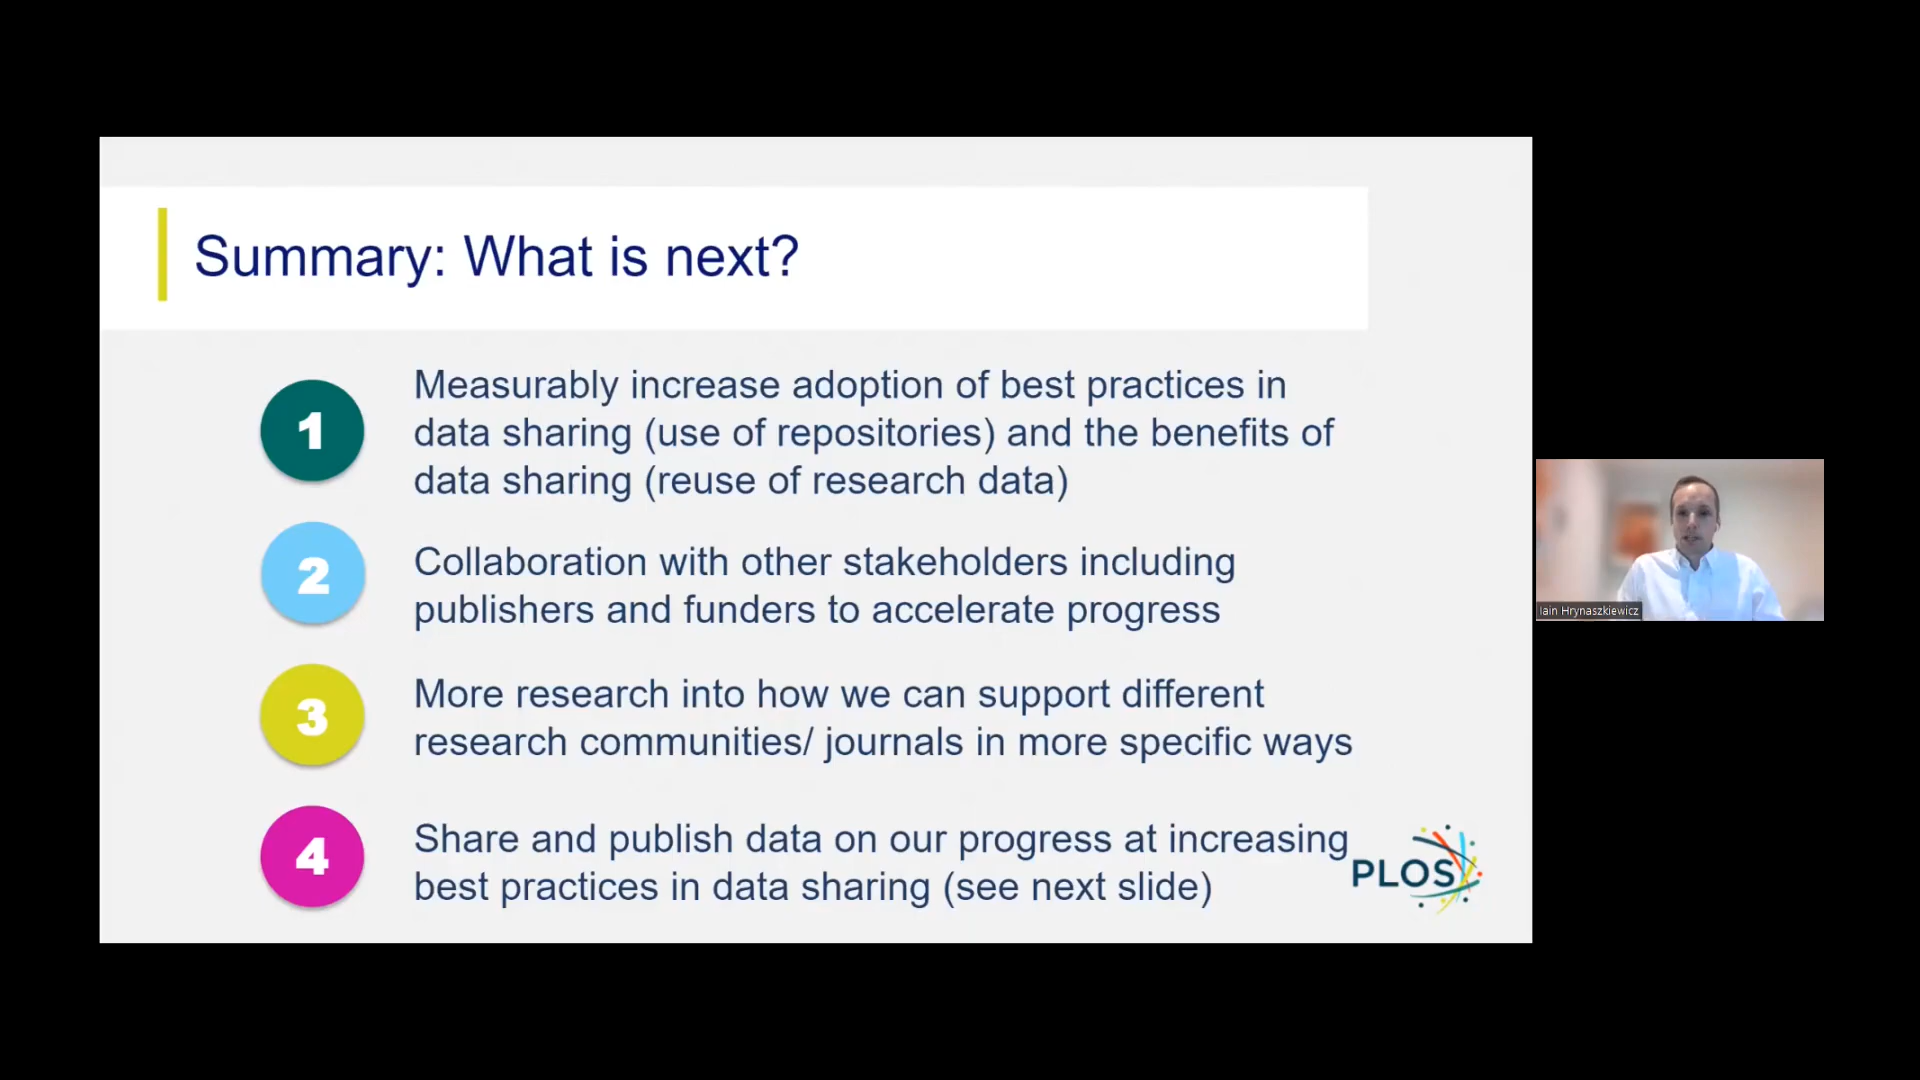 Summary: What is next?
1
Measurably increase adoption of best practices in
data sharing (use of repositories) and the benefits of
data sharing (reuse of research data)
2
Collaboration with other stakeholders including
publishers and funders to accelerate progress
3
More research into how we can support different
research communities/ journals in more specific ways
4
Share and publish data on our progress at increasing
best practices in data sharing (see next slide)
PLOS
Iain Hrynaszkiewicz